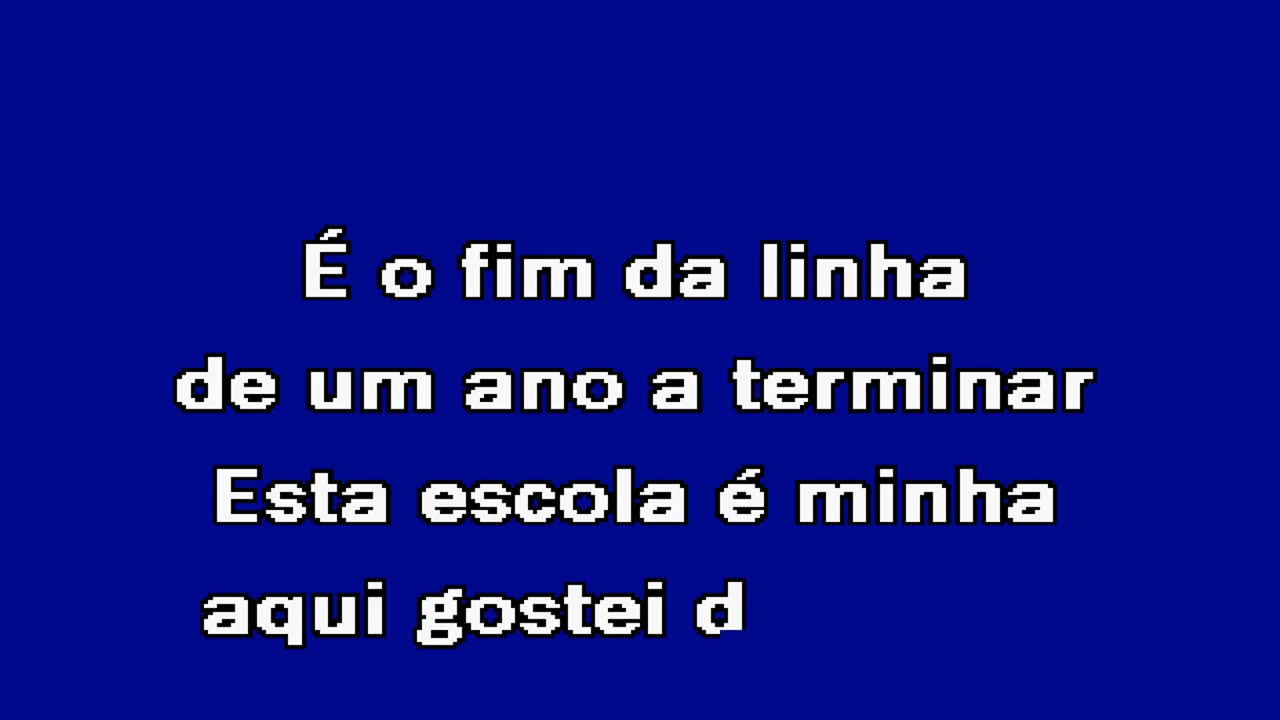 É o fim da linha
de um ano a terminar
Esta escola é minha
aqui gostei d